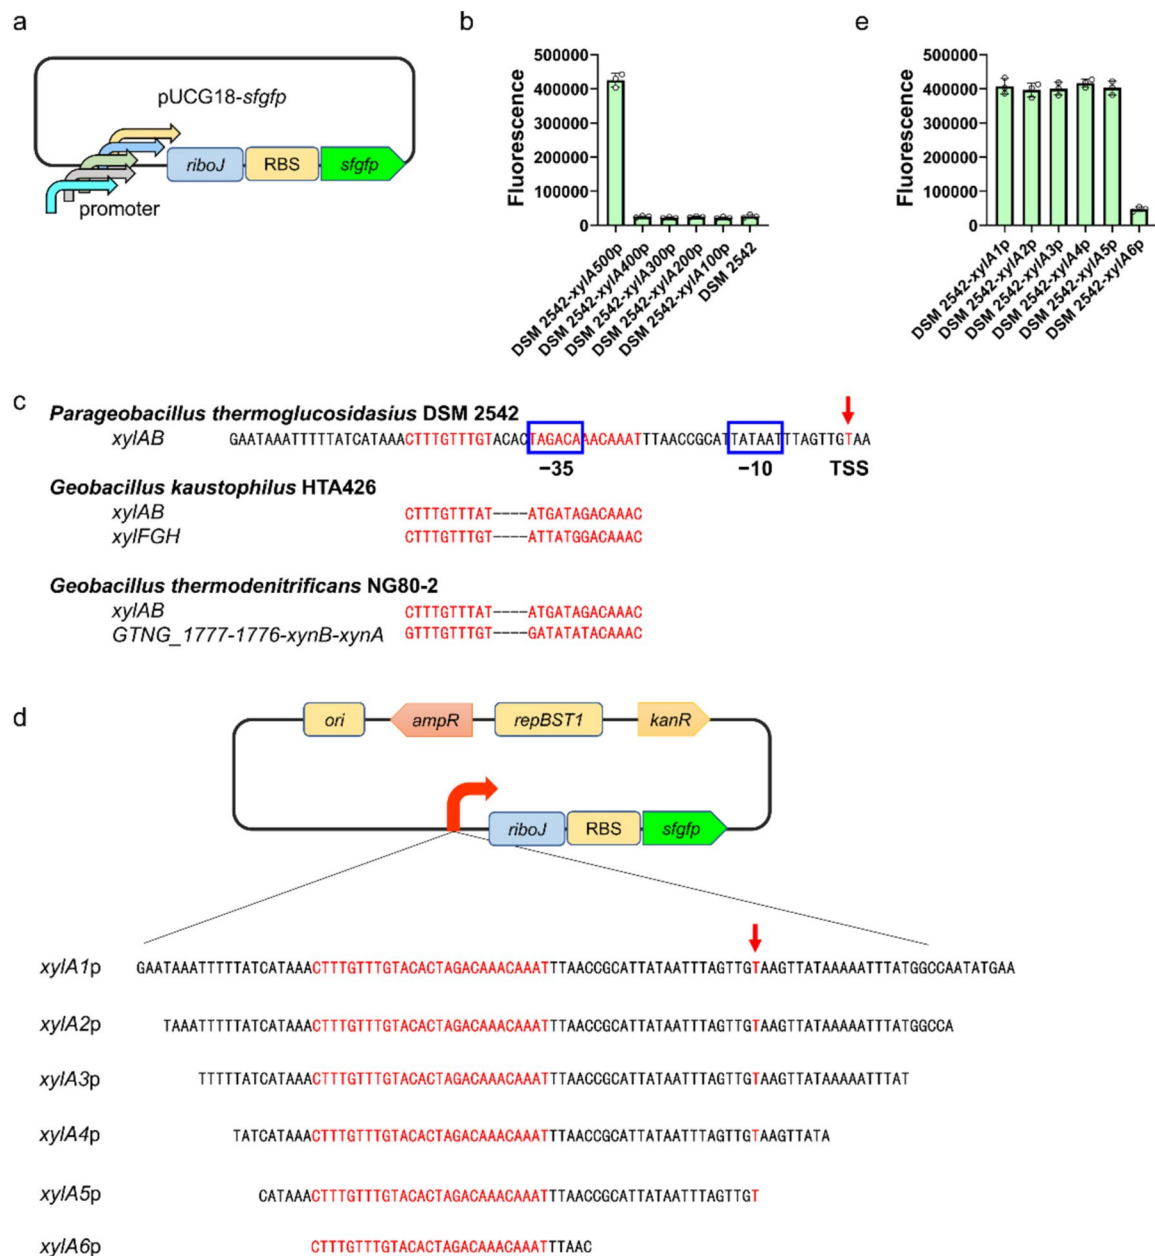 a
pUCG18-sfgfp
riboJ RBS sfgfp
promoter
b
Fluorescence
500000
400000
300000
200000
100000
0
DSM 2542-xylA500p
DSM 2542-xylA400p
DSM 2542-xylA300p
DSM 2542-xylA200p
DSM 2542-xylA100p
DSM 2542
e
Fluorescence
500000
400000
300000
200000
100000
0
DSM 2542-xylA1p
DSM 2542-xylA2p
DSM 2542-xylA3p
DSM 2542-xylA4p
DSM 2542-xylA5p
DSM 2542-xylA6p
c
Parageobacillus thermoglucosidasius DSM 2542
xylAB GAATAAATTTTTATCATAAACTTTGTTTGTACACTAGACAAACAAATTTAACCGCATTATAATTTAGTTGTAA
−35 −10 TSS
Geobacillus kaustophilus HTA426
xylAB CTTTGTTTAT----ATGATAGACAAAC
xylFGH CTTTGTTTGT----ATTATGGACAAAC
Geobacillus thermodenitrificans NG80-2
xylAB CTTTGTTTAT----ATGATAGACAAAC
GTNG_1777-1776-xynB-xynA GTTTGTTTGT----GATATATACAAAC
d
ori ampR repBST1 kanR
riboJ RBS sfgfp
xylA1p GAATAAATTTTTATCATAAACTTTGTTTGTACACTAGACAAACAAATTTAACCGCATTATAATTTAGTTGTAAGTTATAAAAATTTATGGCCAATATGAA
xylA2p TAAATTTTTATCATAAACTTTGTTTGTACACTAGACAAACAAATTTAACCGCATTATAATTTAGTTGTAAGTTATAAAAATTTATGGCCA
xylA3p TTTTTATCATAAACTTTGTTTGTACACTAGACAAACAAATTTAACCGCATTATAATTTAGTTGTAAGTTATAAAAATTTAT
xylA4p TATCATAAACTTTGTTTGTACACTAGACAAACAAATTTAACCGCATTATAATTTAGTTGTAAGTTATA
xylA5p CATAAACTTTGTTTGTACACTAGACAAACAAATTTAACCGCATTATAATTTAGTTGT
xylA6p CTTTGTTTGTACACTAGACAAACAAATTTAAC